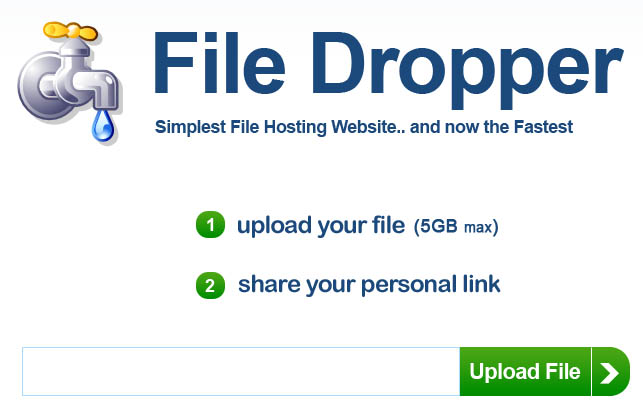 File Dropper
Simplest File Hosting Website.. and now the Fastest
1 upload your file (5GB max)
2 share your personal link
Upload File